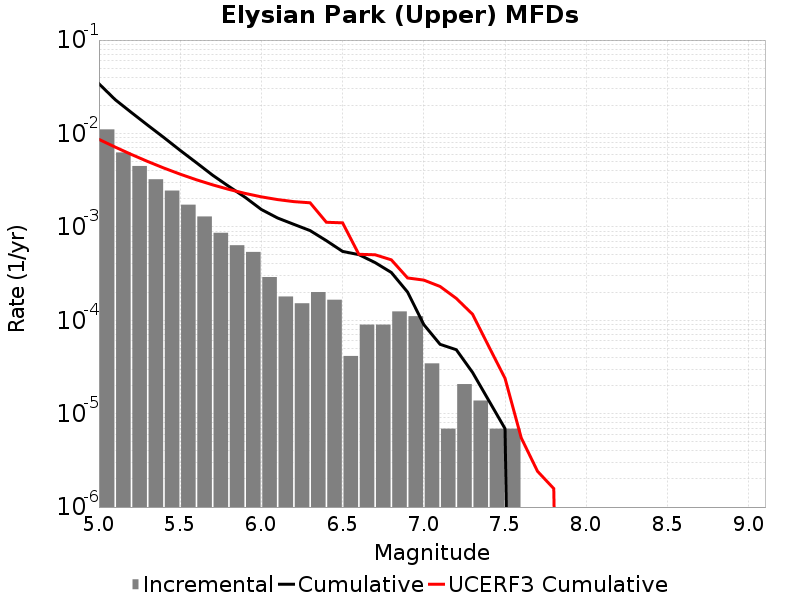 Elysian Park (Upper) MFDs
10^-1
10^-2
10^-3
10^-4
10^-5
10^-6
Rate (1/yr)
5.0 5.5 6.0 6.5 7.0 7.5 8.0 8.5 9.0
Magnitude
Incremental Cumulative UCERF3 Cumulative